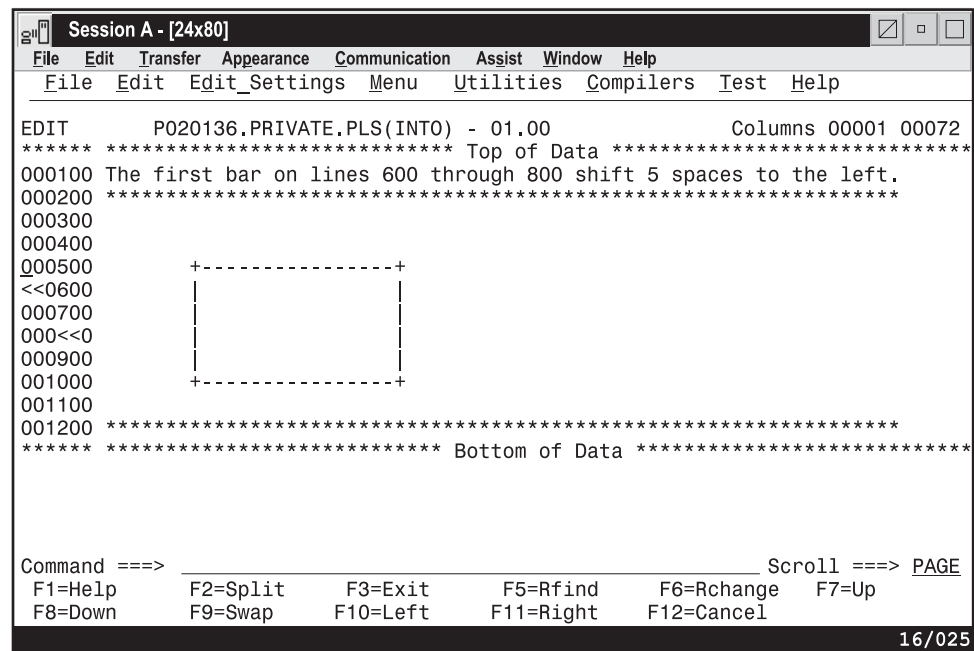 Session A - [24x80]
File Edit Transfer Appearance Communication Assist Window Help
File Edit Edit_Settings Menu Utilities Compilers Test Help
EDIT PO20136.PRIVATE.PLS(INTO) - 01.00 Columns 00001 00072
****** **************************** Top of Data ******************************
000100 The first bar on lines 600 through 800 shift 5 spaces to the left.
000200 ******************************************************************
000300
000400
000500 +----------------+
<<0600 | |
000700 | |
000<<0 | |
000900 | |
001000 +----------------+
001100
001200 ******************************************************************
****** *************************** Bottom of Data ****************************
Command ===> Scroll ===> PAGE
F1=Help F2=Split F3=Exit F5=Rfind F6=Rchange F7=Up
F8=Down F9=Swap F10=Left F11=Right F12=Cancel
16/025